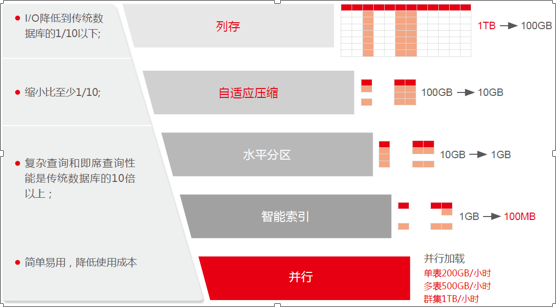 I/O降低到传统数
据库的1/10以下;
缩小比至少1/10;
复杂查询和即席查询性
能是传统数据库的10倍
以上；
简单易用，降低使用成本
列存
1TB → 100GB
自适应压缩
100GB → 10GB
水平分区
10GB → 1GB
智能索引
1GB → 100MB
并行
并行加载
单表200GB/小时
多表500GB/小时
群集1TB/小时